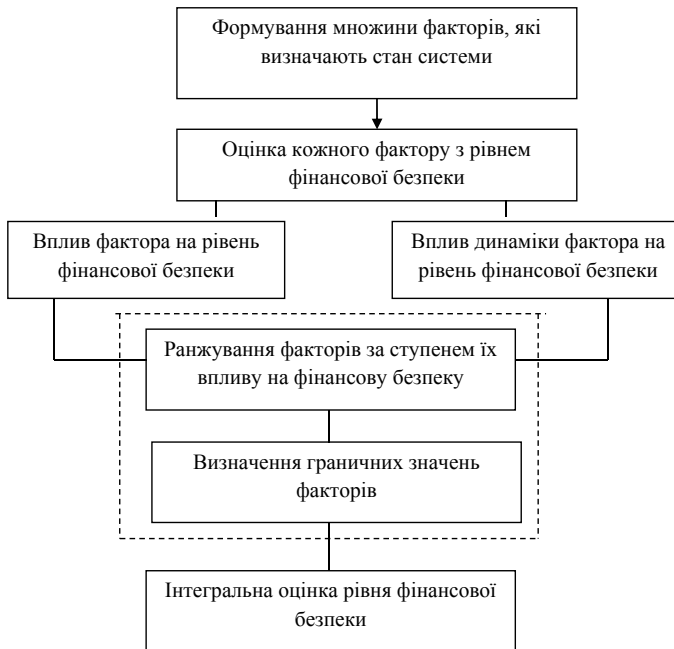 Формування множини факторів, які
визначають стан системи
Оцінка кожного фактору з рівнем
фінансової безпеки
Вплив фактора на рівень
фінансової безпеки
Вплив динаміки фактора на
рівень фінансової безпеки
Ранжування факторів за ступенем їх
впливу на фінансову безпеку
Визначення граничних значень
факторів
Інтегральна оцінка рівня фінансової
безпеки